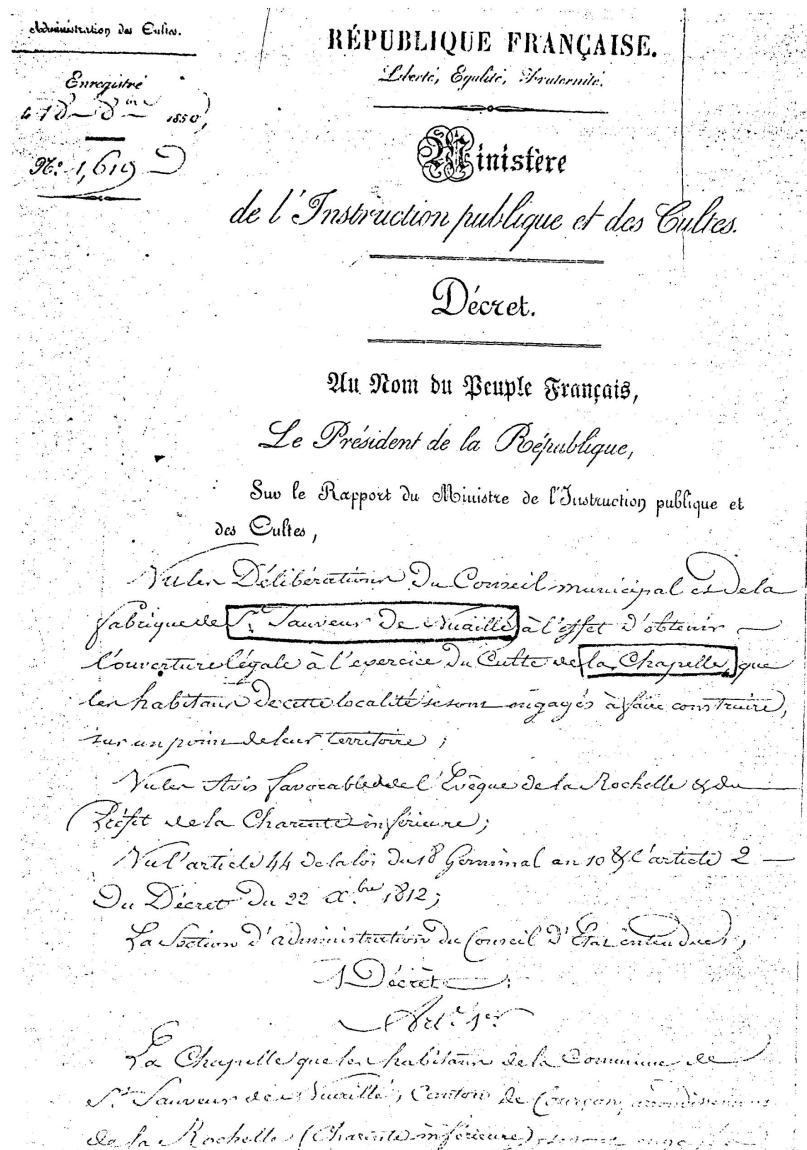 Administration des Cultes.
Enregistré
1850
N.º 1,619 D
RÉPUBLIQUE FRANÇAISE.
Liberté, Egalité, Fraternité.
Ministère
de l'Instruction publique et des Cultes.
Décret.
Au Nom du Peuple Français,
Le Président de la République,
Sur le Rapport du Ministre de l'Instruction publique et
des Cultes,
Vu les Délibérations du Conseil municipal et de la
fabrique de St. Sauveur de Nuaillé à l'effet d'obtenir
l'ouverture légale à l'exercice du Culte de la Chapelle, que
les habitans de cette localité se sont engagés à faire construire,
sur un point de leur territoire ;
Vu les Avis favorables de l'Evêque de la Rochelle & du
Préfet de la Charente inférieure ;
Vu l'article 44 de la loi du 18 Germinal an 10 & l'article 2
Du Décret du 22 Xbre 1812 ;
La Section d'administration du Conseil d'Etat entendue ,
Décrète :
Art. 1er
La Chapelle que les habitans de la Commune de
St. Sauveur de Nuaillé, Canton de Courçon, arrondissement
de la Rochelle (Charente inférieure)